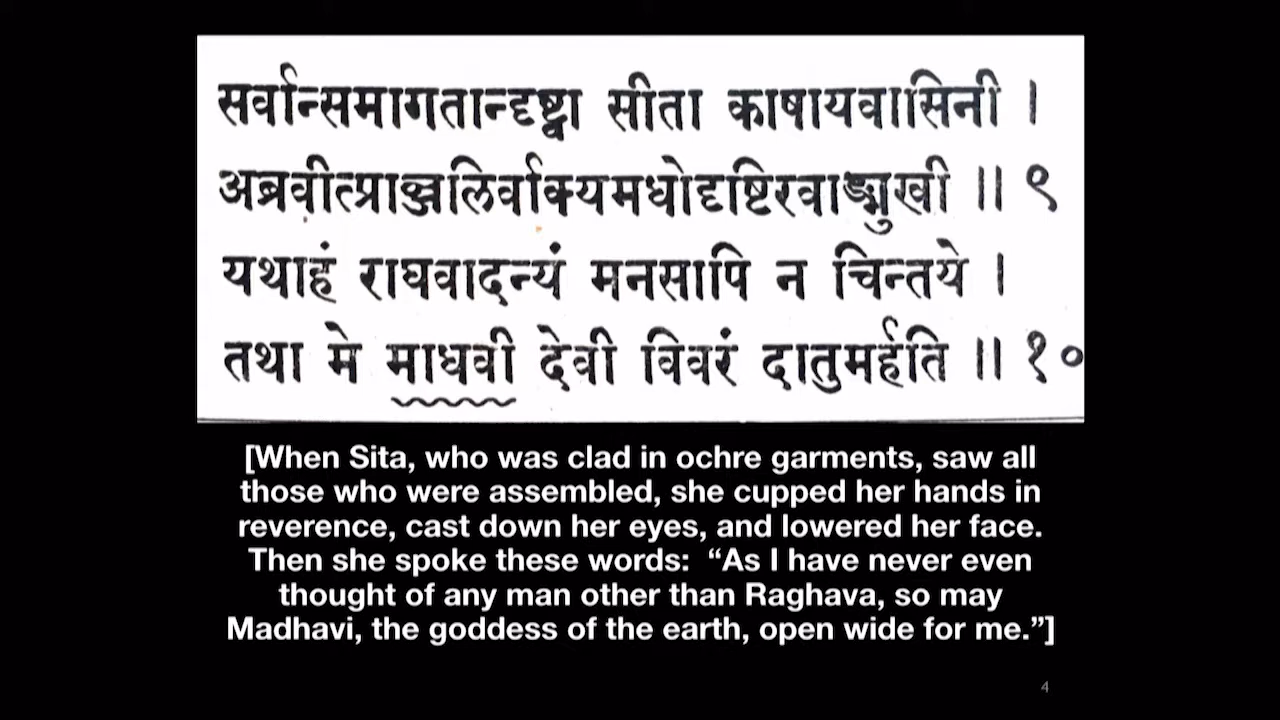 सर्वान्समागतान्दृष्ट्वा सीता काषायवासिनी ।
अब्रवीत्प्राञ्जलिर्वाक्यमधोदृष्टिरवाङ्मुखी ॥ ९
यथाहं राघवादन्यं मनसापि न चिन्तये ।
तथा मे माधवी देवी विवरं दातुमर्हति ॥ १०
[When Sita, who was clad in ochre garments, saw all
those who were assembled, she cupped her hands in
reverence, cast down her eyes, and lowered her face.
Then she spoke these words:  “As I have never even
thought of any man other than Raghava, so may
Madhavi, the goddess of the earth, open wide for me.”]
4